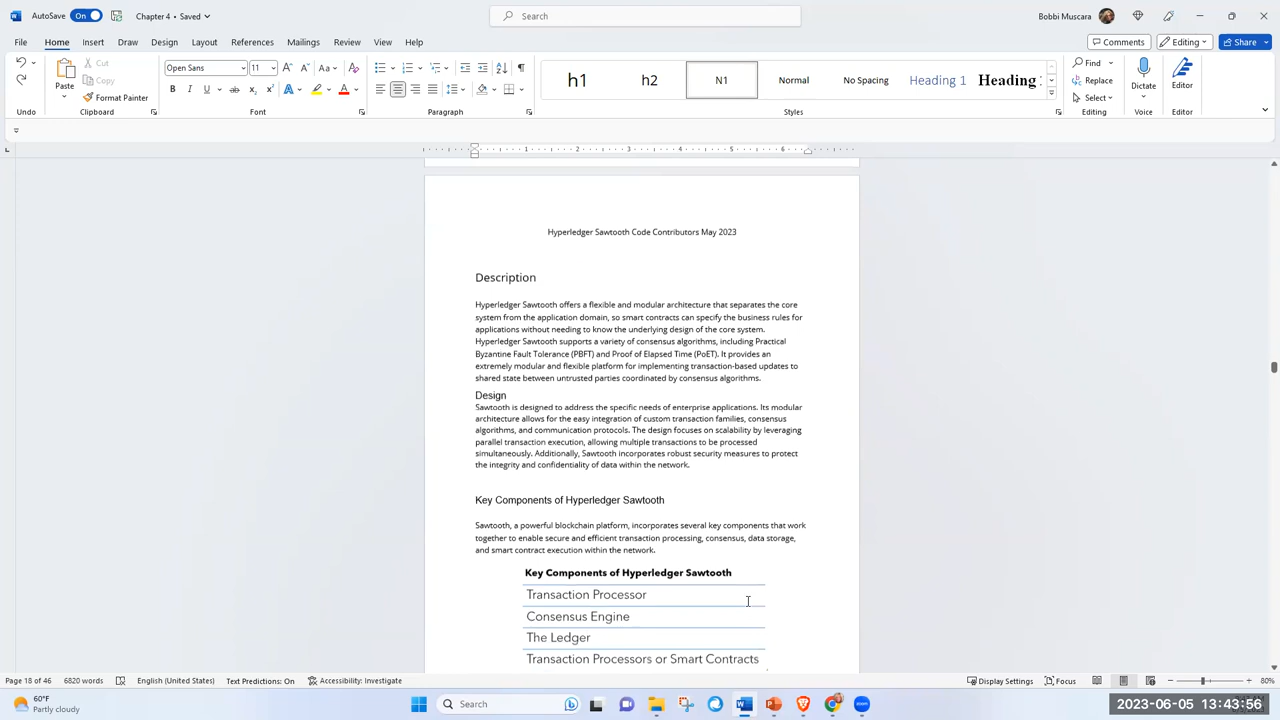 AutoSave On Chapter 4 • Saved Search Bobbi Muscara
File Home Insert Draw Design Layout References Mailings Review View Help Comments Editing Share
Paste Cut Copy Format Painter
Open Sans 11
h1 h2 N1 Normal No Spacing Heading 1 Heading
Find Replace Select
Dictate Editor
Undo Clipboard Font Paragraph Styles Editing Voice Editor
1 2 3 4 5 6
Hyperledger Sawtooth Code Contributors May 2023
Description
Hyperledger Sawtooth offers a flexible and modular architecture that separates the core
system from the application domain, so smart contracts can specify the business rules for
applications without needing to know the underlying design of the core system.
Hyperledger Sawtooth supports a variety of consensus algorithms, including Practical
Byzantine Fault Tolerance (PBFT) and Proof of Elapsed Time (PoET). It provides an
extremely modular and flexible platform for implementing transaction-based updates to
shared state between untrusted parties coordinated by consensus algorithms.
Design
Sawtooth is designed to address the specific needs of enterprise applications. Its modular
architecture allows for the easy integration of custom transaction families, consensus
algorithms, and communication protocols. The design focuses on scalability by leveraging
parallel transaction execution, allowing multiple transactions to be processed
simultaneously. Additionally, Sawtooth incorporates robust security measures to protect
the integrity and confidentiality of data within the network.
Key Components of Hyperledger Sawtooth
Sawtooth, a powerful blockchain platform, incorporates several key components that work
together to enable secure and efficient transaction processing, consensus, data storage,
and smart contract execution within the network.
Key Components of Hyperledger Sawtooth
Transaction Processor
Consensus Engine
The Ledger
Transaction Processors or Smart Contracts
Page 18 of 46 6820 words English (United States) Text Predictions: On Accessibility: Investigate Display Settings Focus 80%
60°F
Partly cloudy
Search
2023-06-05 13:43:56